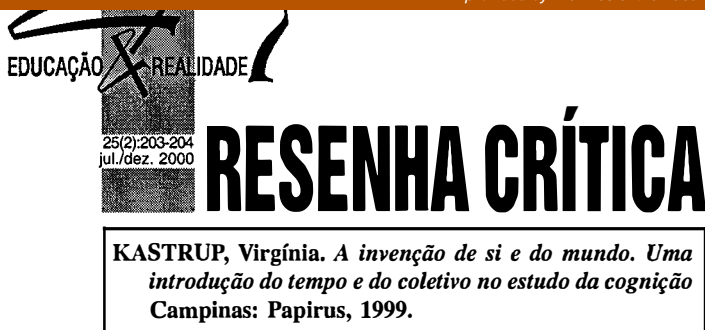 EDUCAÇÃO & REALIDADE
25(2):203-204
jul./dez. 2000
RESENHA CRÍTICA
KASTRUP, Virgínia. A invenção de si e do mundo. Uma
introdução do tempo e do coletivo no estudo da cognição
Campinas: Papirus, 1999.